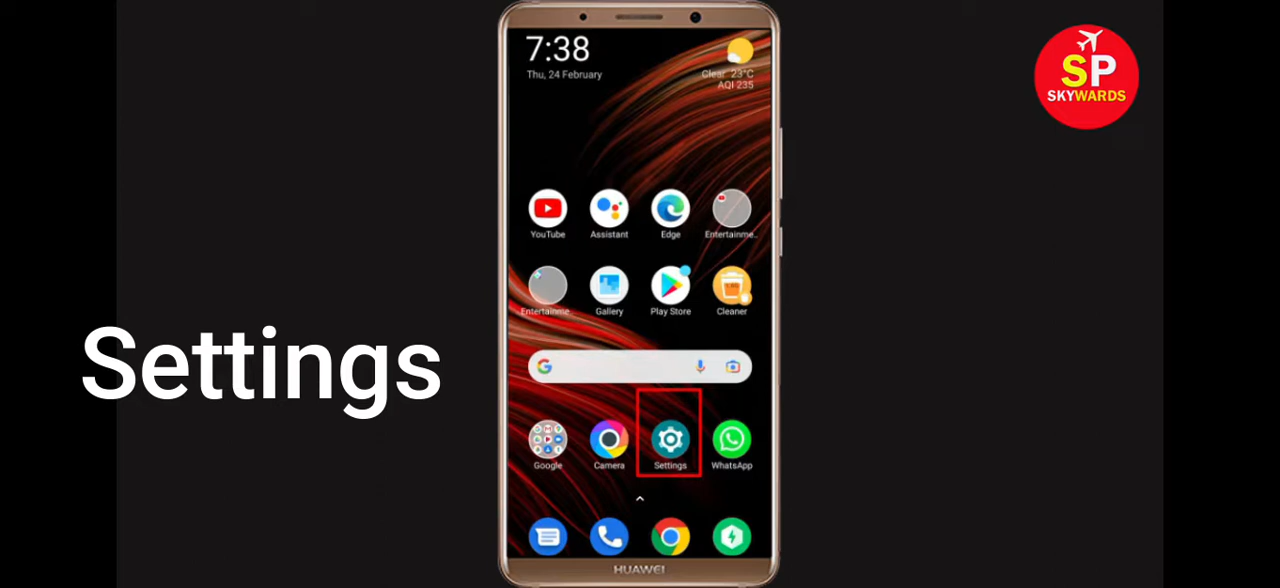 7:38
Thu, 24 February
Clear 23°C
AQI 235
SP
SKYWARDS
YouTube
Assistant
Edge
Entertainme..
Entertainme..
Gallery
Play Store
Cleaner
Settings
Google
Camera
Settings
WhatsApp
HUAWEI